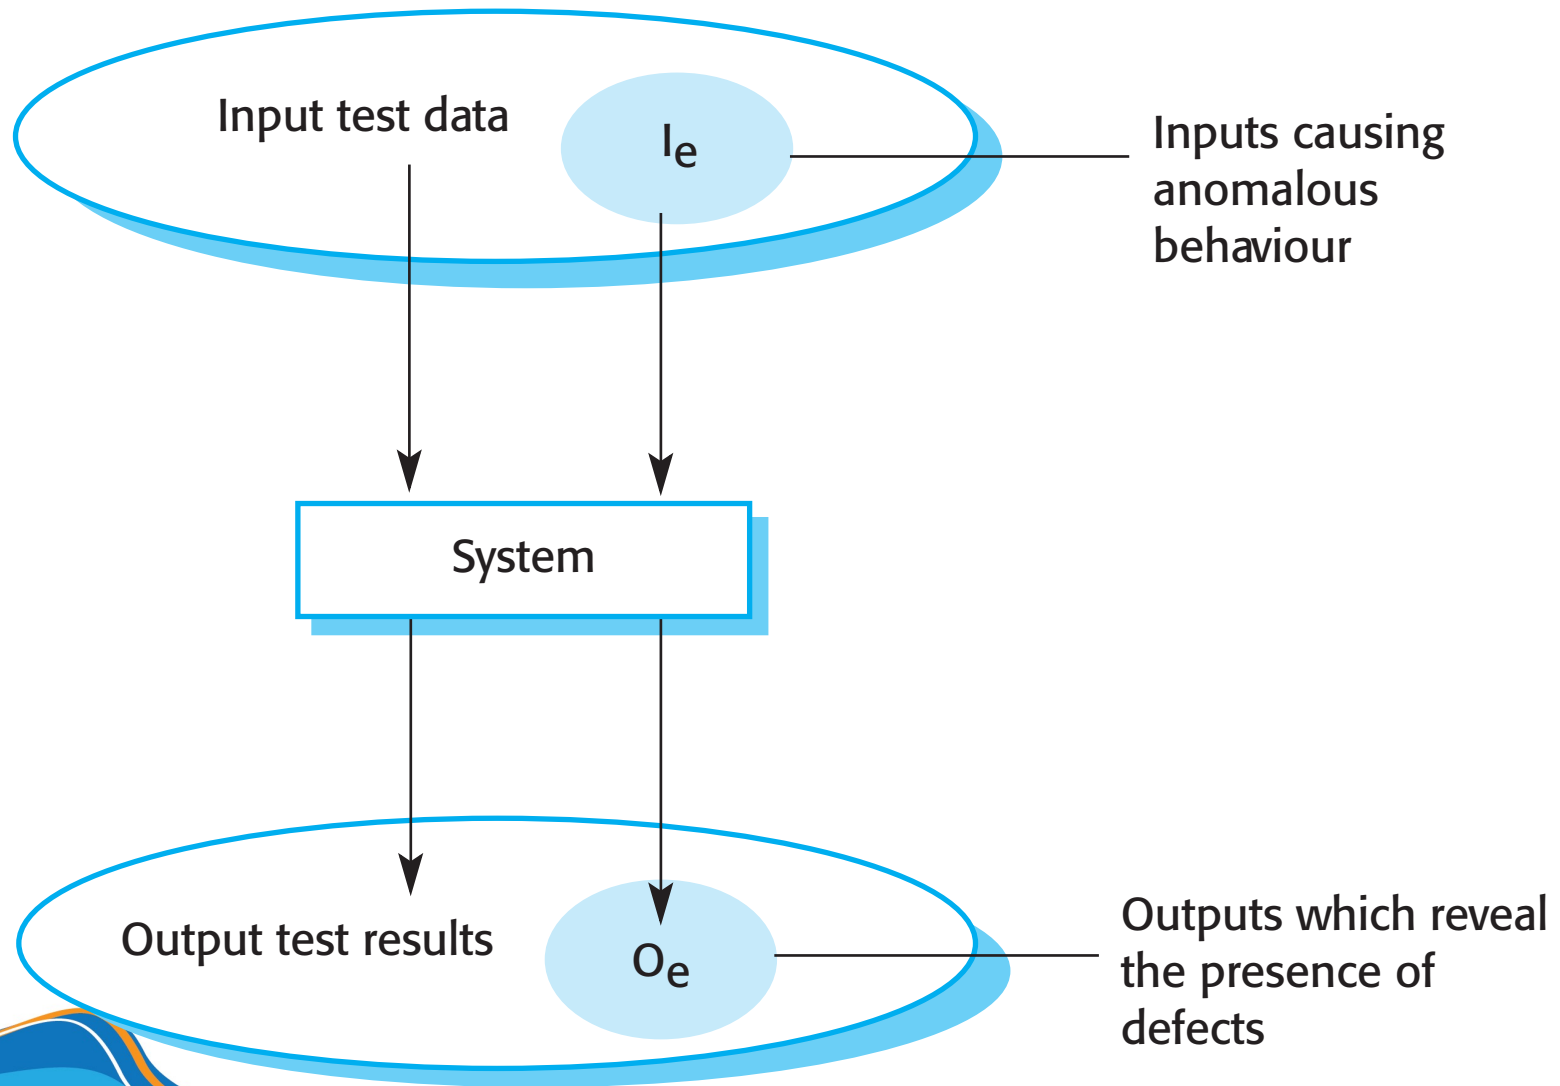 Input test data
Ie
Inputs causing
anomalous
behaviour
System
Output test results
Oe
Outputs which reveal
the presence of
defects